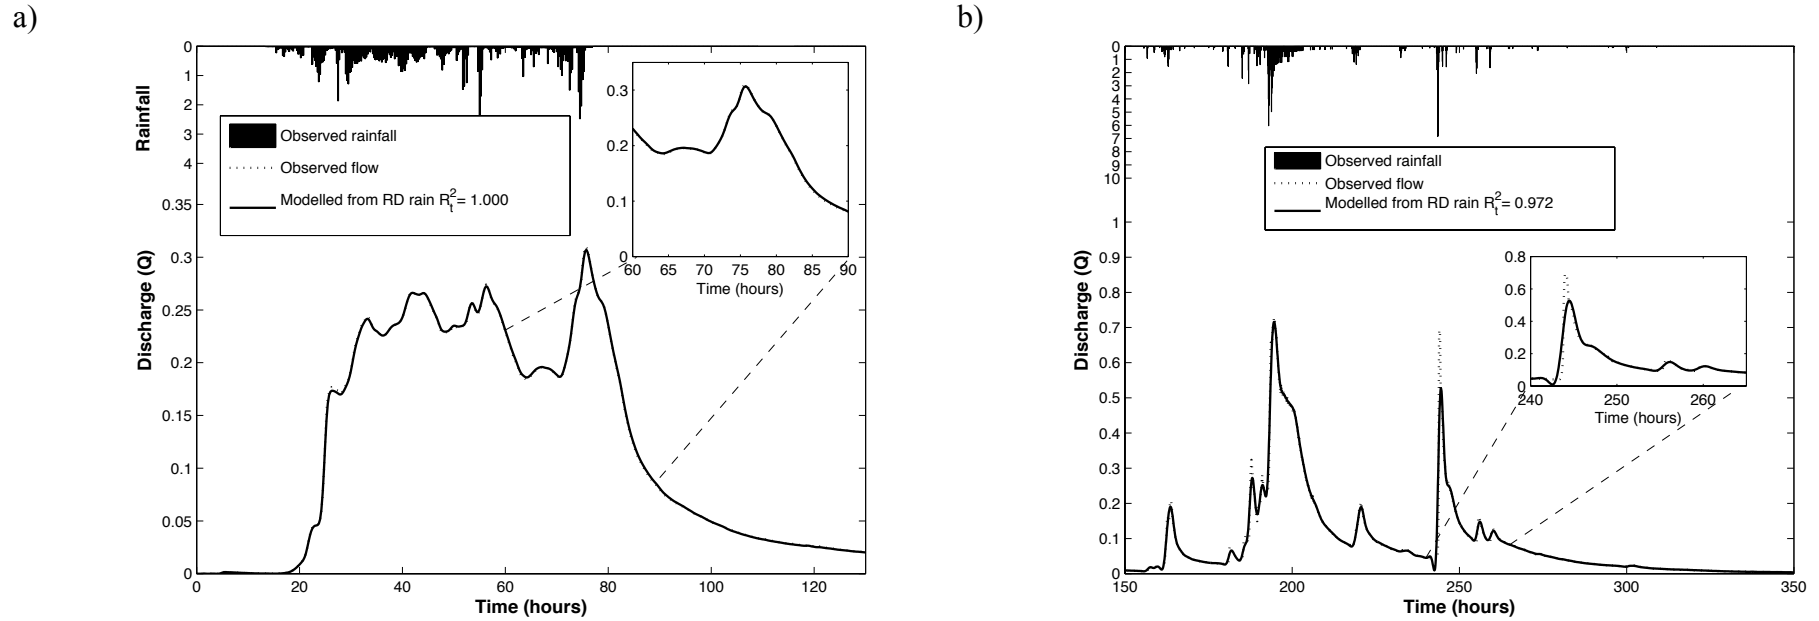 a)
Rainfall
0
1
2
3
4
Observed rainfall
Observed flow
Modelled from RD rain R_t^2= 1.000
Discharge (Q)
0.35
0.3
0.25
0.2
0.15
0.1
0.05
0
0 20 40 60 80 100 120
Time (hours)
0.3
0.2
0.1
0
60 65 70 75 80 85 90
Time (hours)
b)
0
1
2
3
4
5
6
7
8
9
10
Observed rainfall
Observed flow
Modelled from RD rain R_t^2= 0.972
Discharge (Q)
1
0.9
0.8
0.7
0.6
0.5
0.4
0.3
0.2
0.1
0
150 200 250 300 350
Time (hours)
0.8
0.6
0.4
0.2
0
240 250 260
Time (hours)